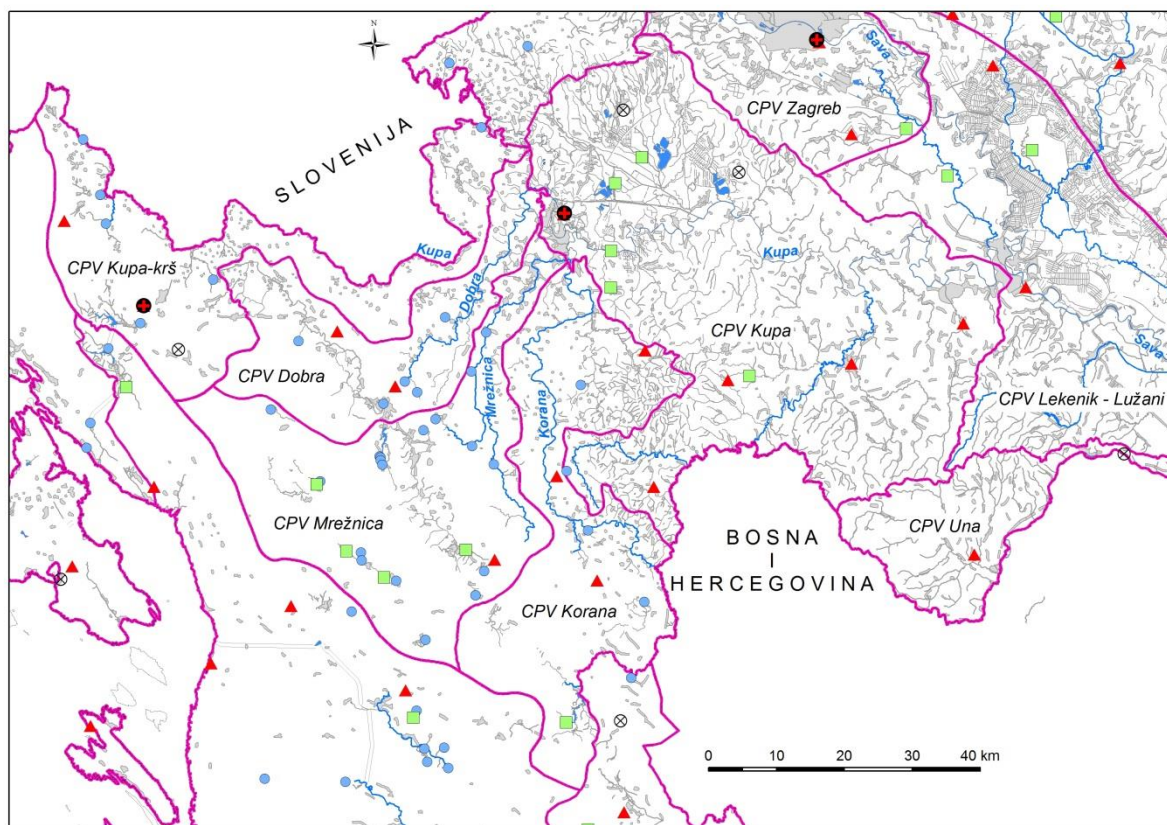 N
Sava
CPV Zagreb
SLOVENIJA
Kupa
Kupa
CPV Kupa-krš
Dobra
CPV Kupa
Sava
CPV Dobra
Mrežnica
CPV Lekenik - Lužani
Korana
CPV Mrežnica
CPV Una
BOSNA
I
HERCEGOVINA
CPV Korana
0 10 20 30 40 km